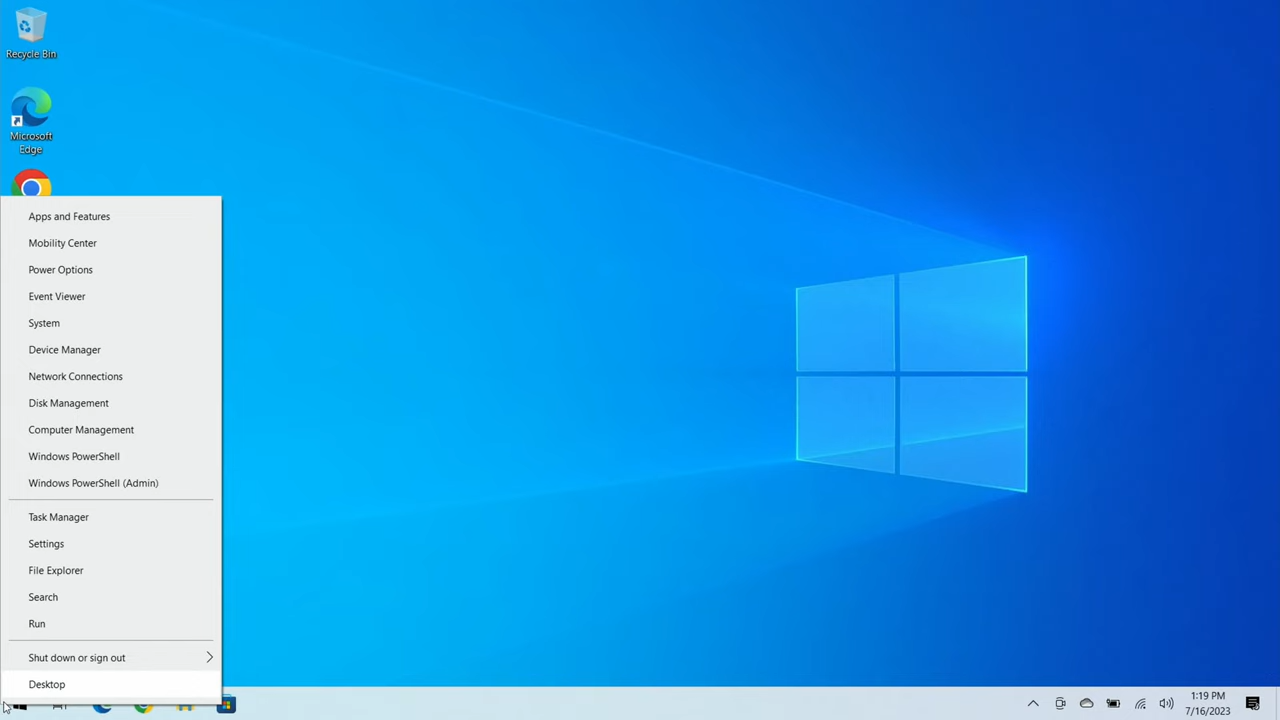 Recycle Bin
Microsoft
Edge
Apps and Features
Mobility Center
Power Options
Event Viewer
System
Device Manager
Network Connections
Disk Management
Computer Management
Windows PowerShell
Windows PowerShell (Admin)
Task Manager
Settings
File Explorer
Search
Run
Shut down or sign out
Desktop
1:19 PM
7/16/2023